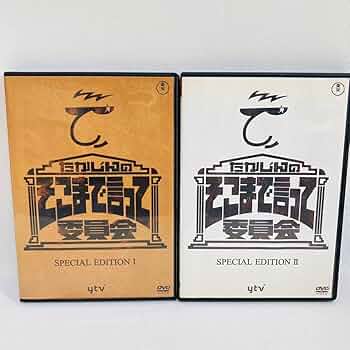 たかじんの
そこまで言って
委員会
SPECIAL EDITION I
ytv
DVD
たかじんの
そこまで言って
委員会
SPECIAL EDITION II
ytv
DVD